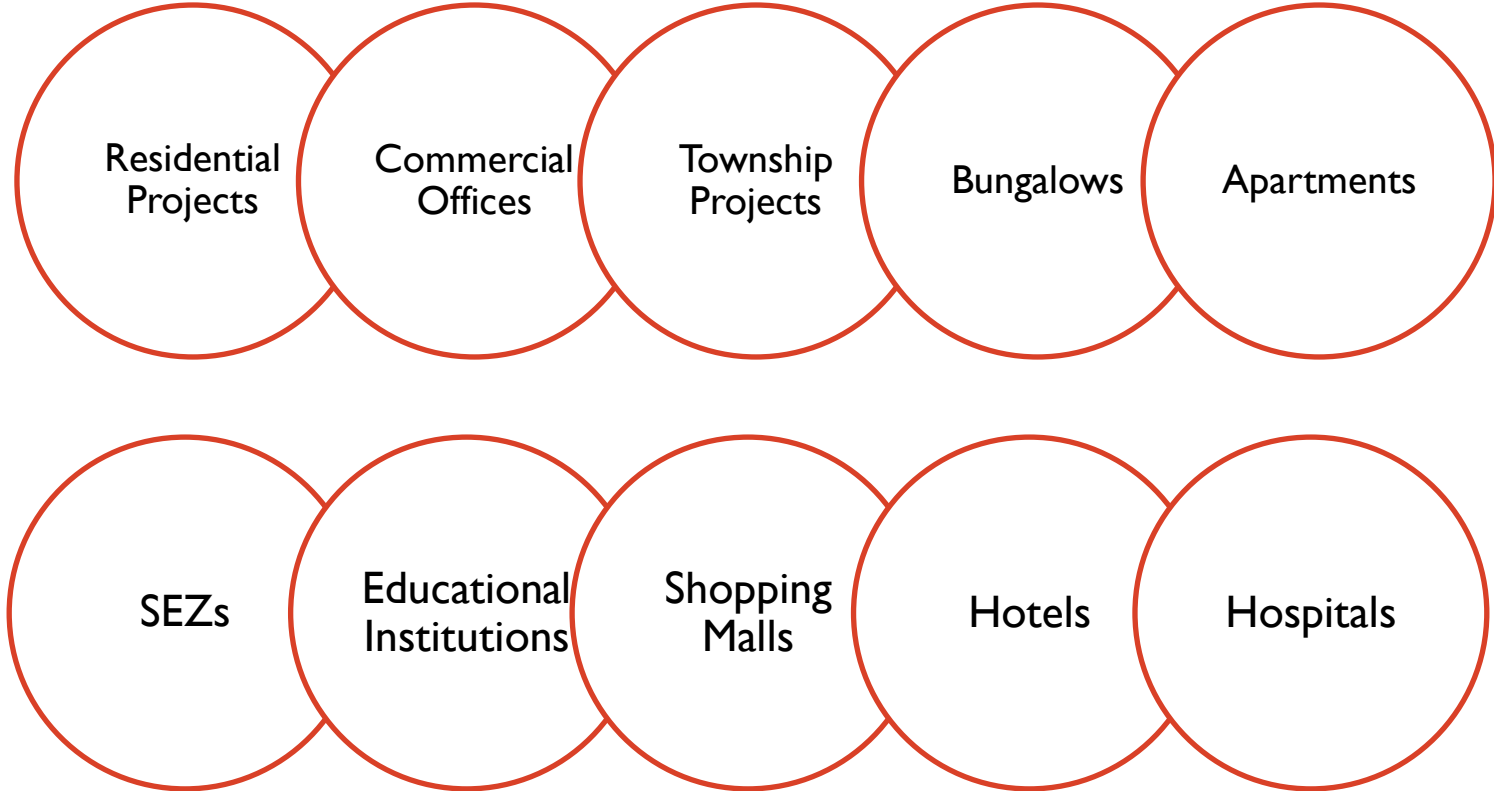 Residential
Projects
Commercial
Offices
Township
Projects
Bungalows
Apartments
SEZs
Educational
Institutions
Shopping
Malls
Hotels
Hospitals